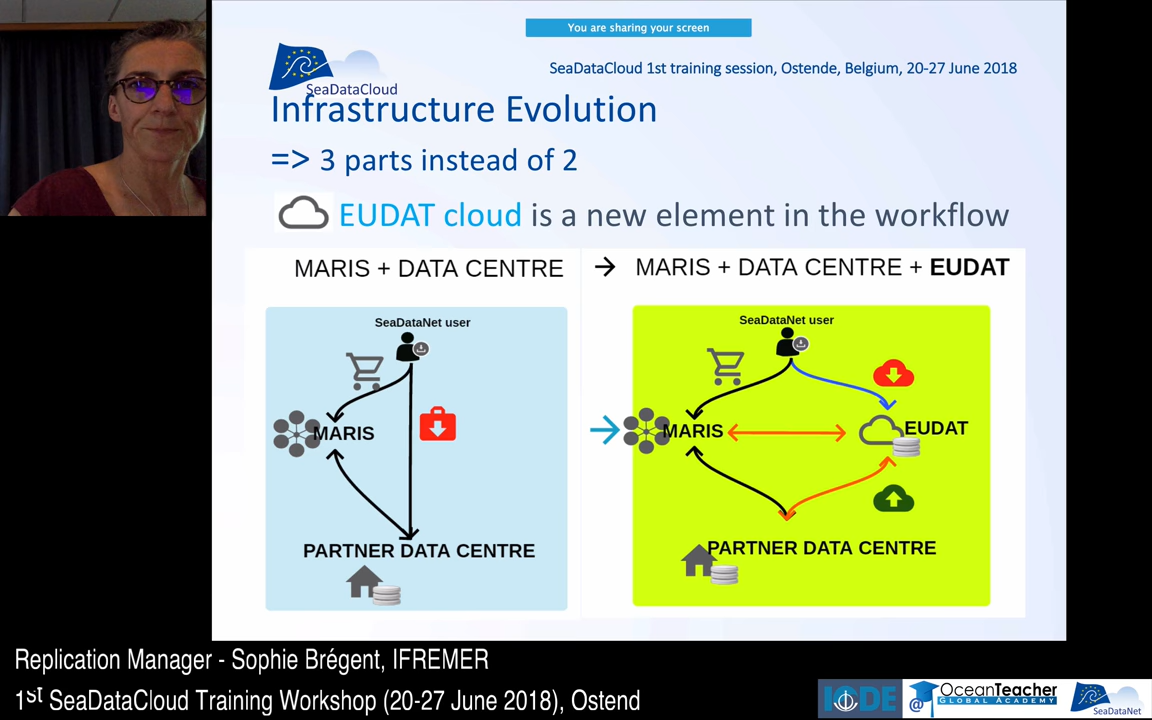 You are sharing your screen
SeaDataCloud 1st training session, Ostende, Belgium, 20-27 June 2018
SeaDataCloud
Infrastructure Evolution
=> 3 parts instead of 2
EUDAT cloud is a new element in the workflow
MARIS + DATA CENTRE → MARIS + DATA CENTRE + EUDAT
SeaDataNet user
MARIS
PARTNER DATA CENTRE
SeaDataNet user
MARIS
EUDAT
PARTNER DATA CENTRE
Replication Manager - Sophie Brégent, IFREMER
1st SeaDataCloud Training Workshop (20-27 June 2018), Ostend
IODE
@ OceanTeacher
GLOBAL ACADEMY
SeaDataNet